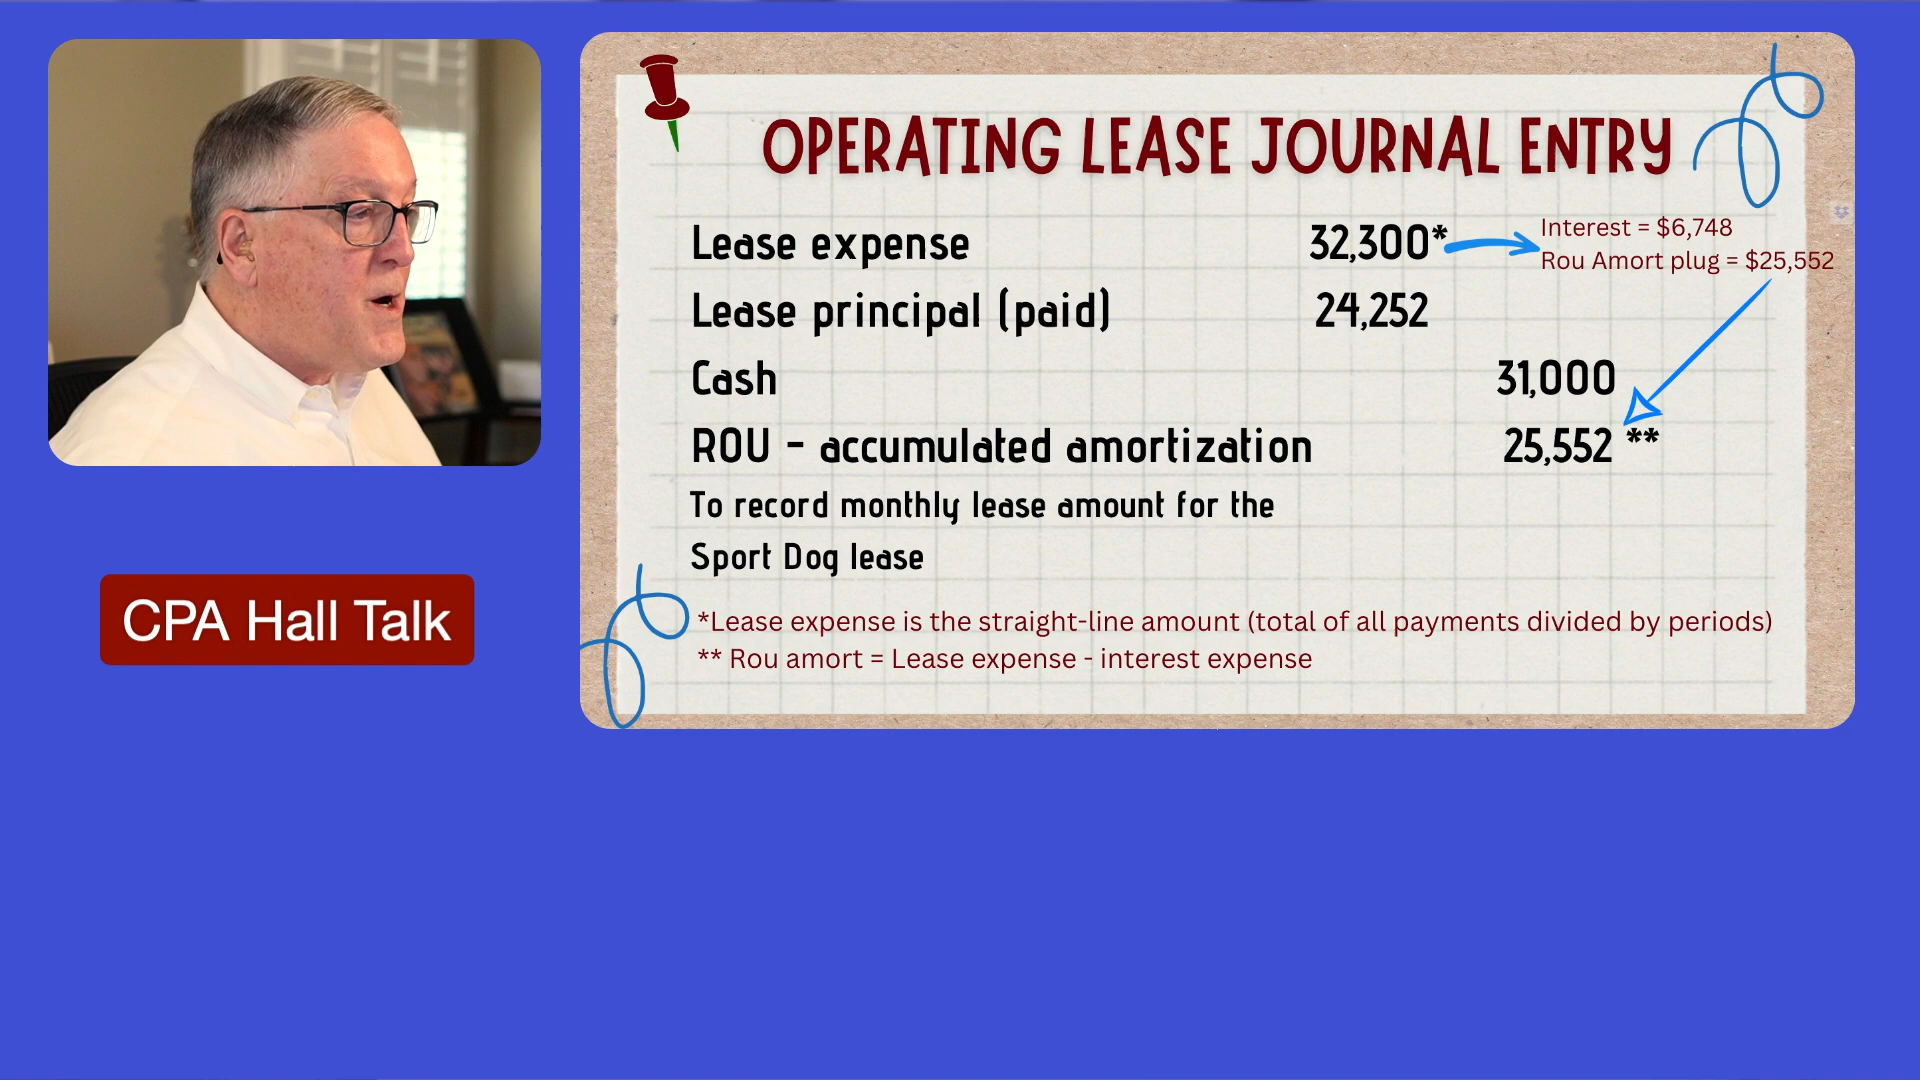 OPERATING LEASE JOURNAL ENTRY
Lease expense 32,300*
Interest = $6,748
Rou Amort plug = $25,552
Lease principal (paid) 24,252
Cash 31,000
ROU - accumulated amortization 25,552 **
To record monthly lease amount for the
Sport Dog lease
*Lease expense is the straight-line amount (total of all payments divided by periods)
** Rou amort = Lease expense - interest expense
CPA Hall Talk